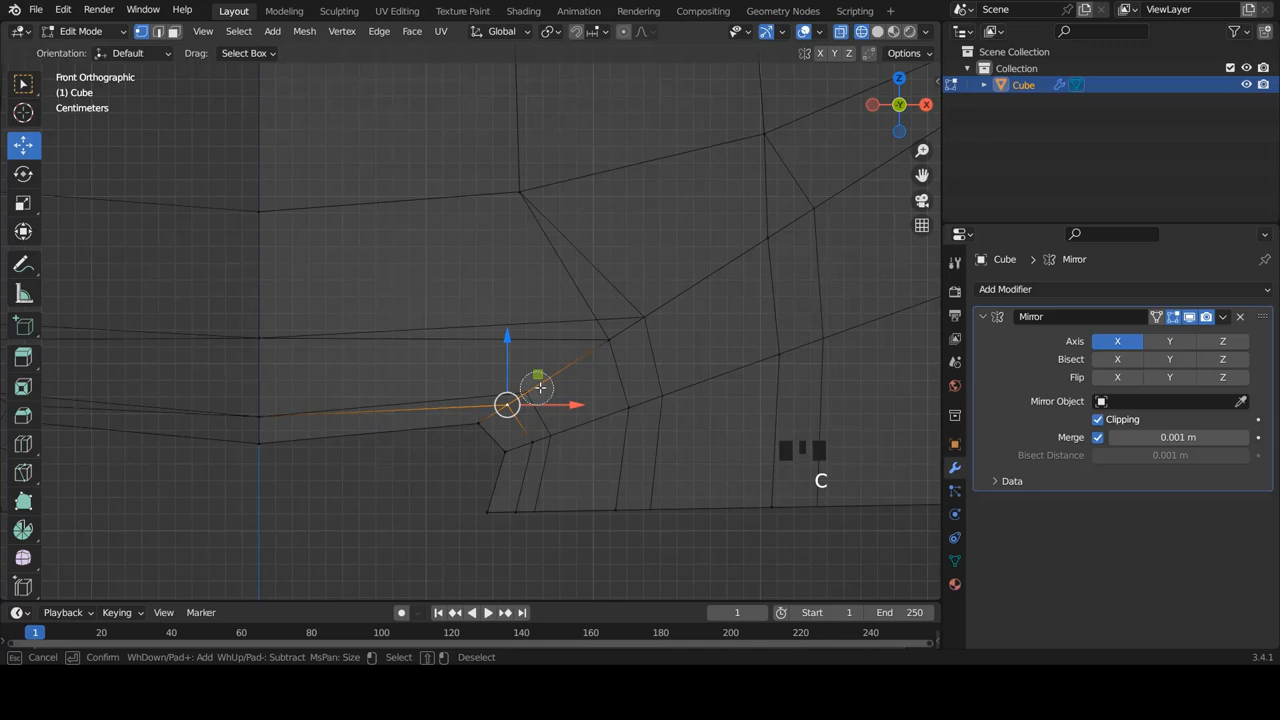 File Edit Render Window Help Layout Modeling Sculpting UV Editing Texture Paint Shading Animation Rendering Compositing Geometry Nodes Scripting Scene ViewLayer
Edit Mode View Select Add Mesh Vertex Edge Face UV Global
Orientation: Default Drag: Select Box X Y Z Options
Front Orthographic
(1) Cube
Centimeters
Z
X
-Y
Scene Collection
Collection
Cube
Cube > Mirror
Add Modifier
Mirror
Axis X Y Z
Bisect X Y Z
Flip X Y Z
Mirror Object
Clipping
Merge 0.001 m
Bisect Distance 0.001 m
Data
C
Playback Keying View Marker 1 Start 1 End 250
1 20 40 60 80 100 120 140 160 180 200 220 240
Esc Cancel Confirm WhDown/Pad+: Add WhUp/Pad-: Subtract MsPan: Size Select Deselect 3.4.1